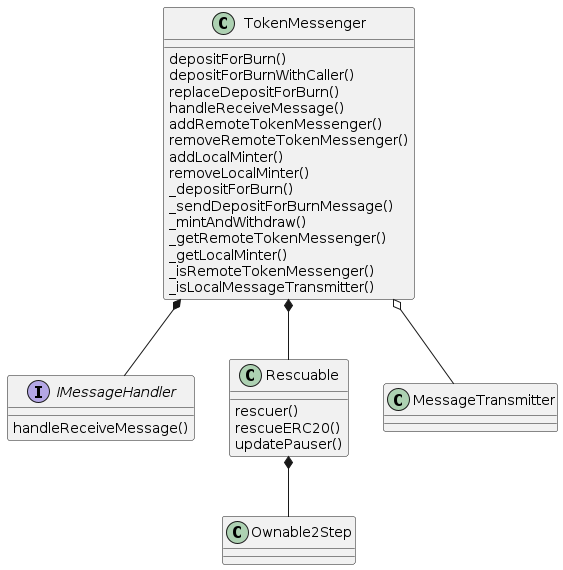 C TokenMessenger
depositForBurn()
depositForBurnWithCaller()
replaceDepositForBurn()
handleReceiveMessage()
addRemoteTokenMessenger()
removeRemoteTokenMessenger()
addLocalMinter()
removeLocalMinter()
_depositForBurn()
_sendDepositForBurnMessage()
_mintAndWithdraw()
_getRemoteTokenMessenger()
_getLocalMinter()
_isRemoteTokenMessenger()
_isLocalMessageTransmitter()
I IMessageHandler
handleReceiveMessage()
C Rescuable
rescuer()
rescueERC20()
updatePauser()
C MessageTransmitter
C Ownable2Step